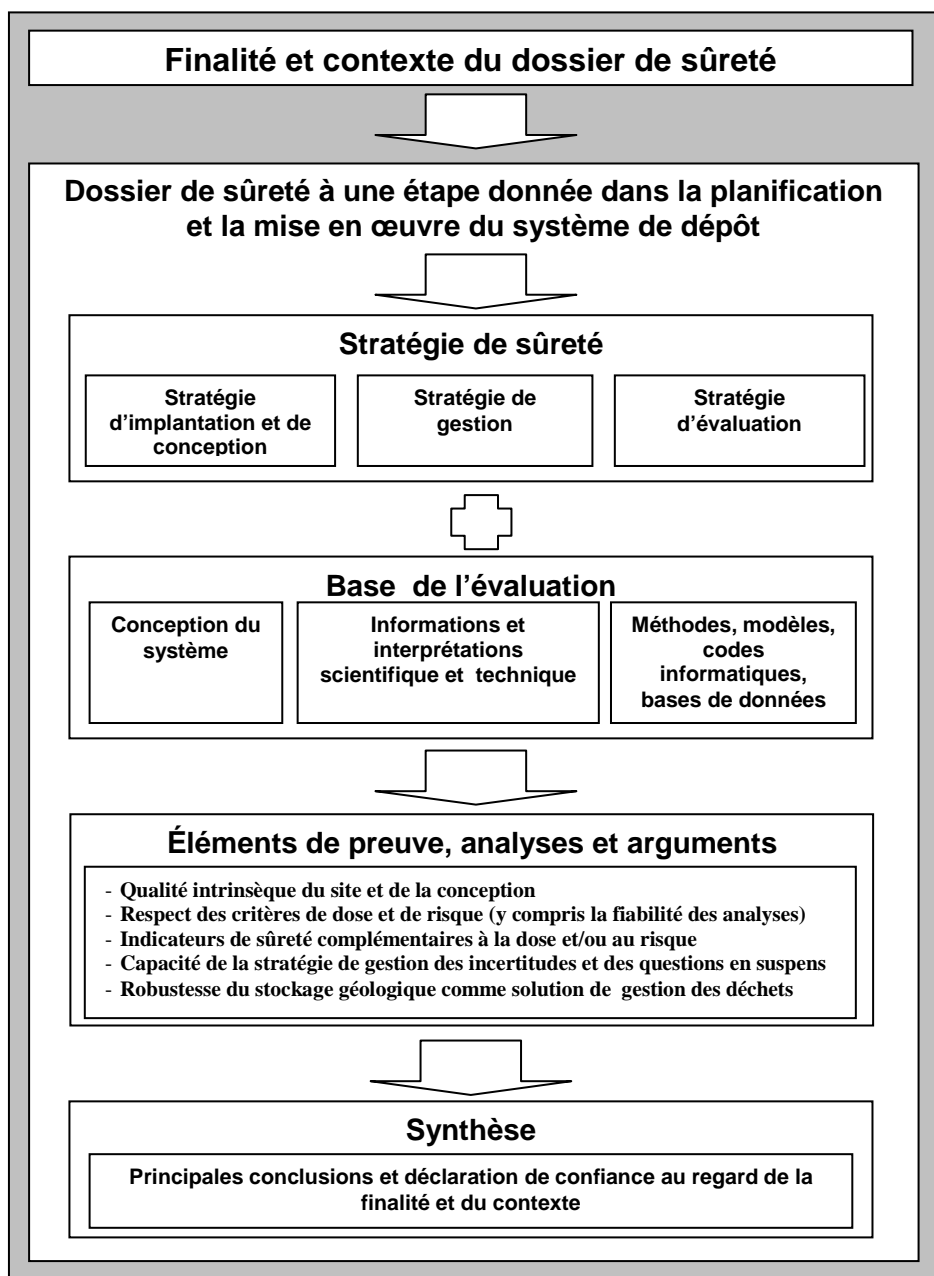 Finalité et contexte du dossier de sûreté
Dossier de sûreté à une étape donnée dans la planification
et la mise en œuvre du système de dépôt
Stratégie de sûreté
Stratégie
d'implantation et de
conception
Stratégie de
gestion
Stratégie
d'évaluation
Base de l'évaluation
Conception du
système
Informations et
interprétations
scientifique et technique
Méthodes, modèles,
codes
informatiques,
bases de données
Éléments de preuve, analyses et arguments
- Qualité intrinsèque du site et de la conception
- Respect des critères de dose et de risque (y compris la fiabilité des analyses)
- Indicateurs de sûreté complémentaires à la dose et/ou au risque
- Capacité de la stratégie de gestion des incertitudes et des questions en suspens
- Robustesse du stockage géologique comme solution de gestion des déchets
Synthèse
Principales conclusions et déclaration de confiance au regard de la
finalité et du contexte